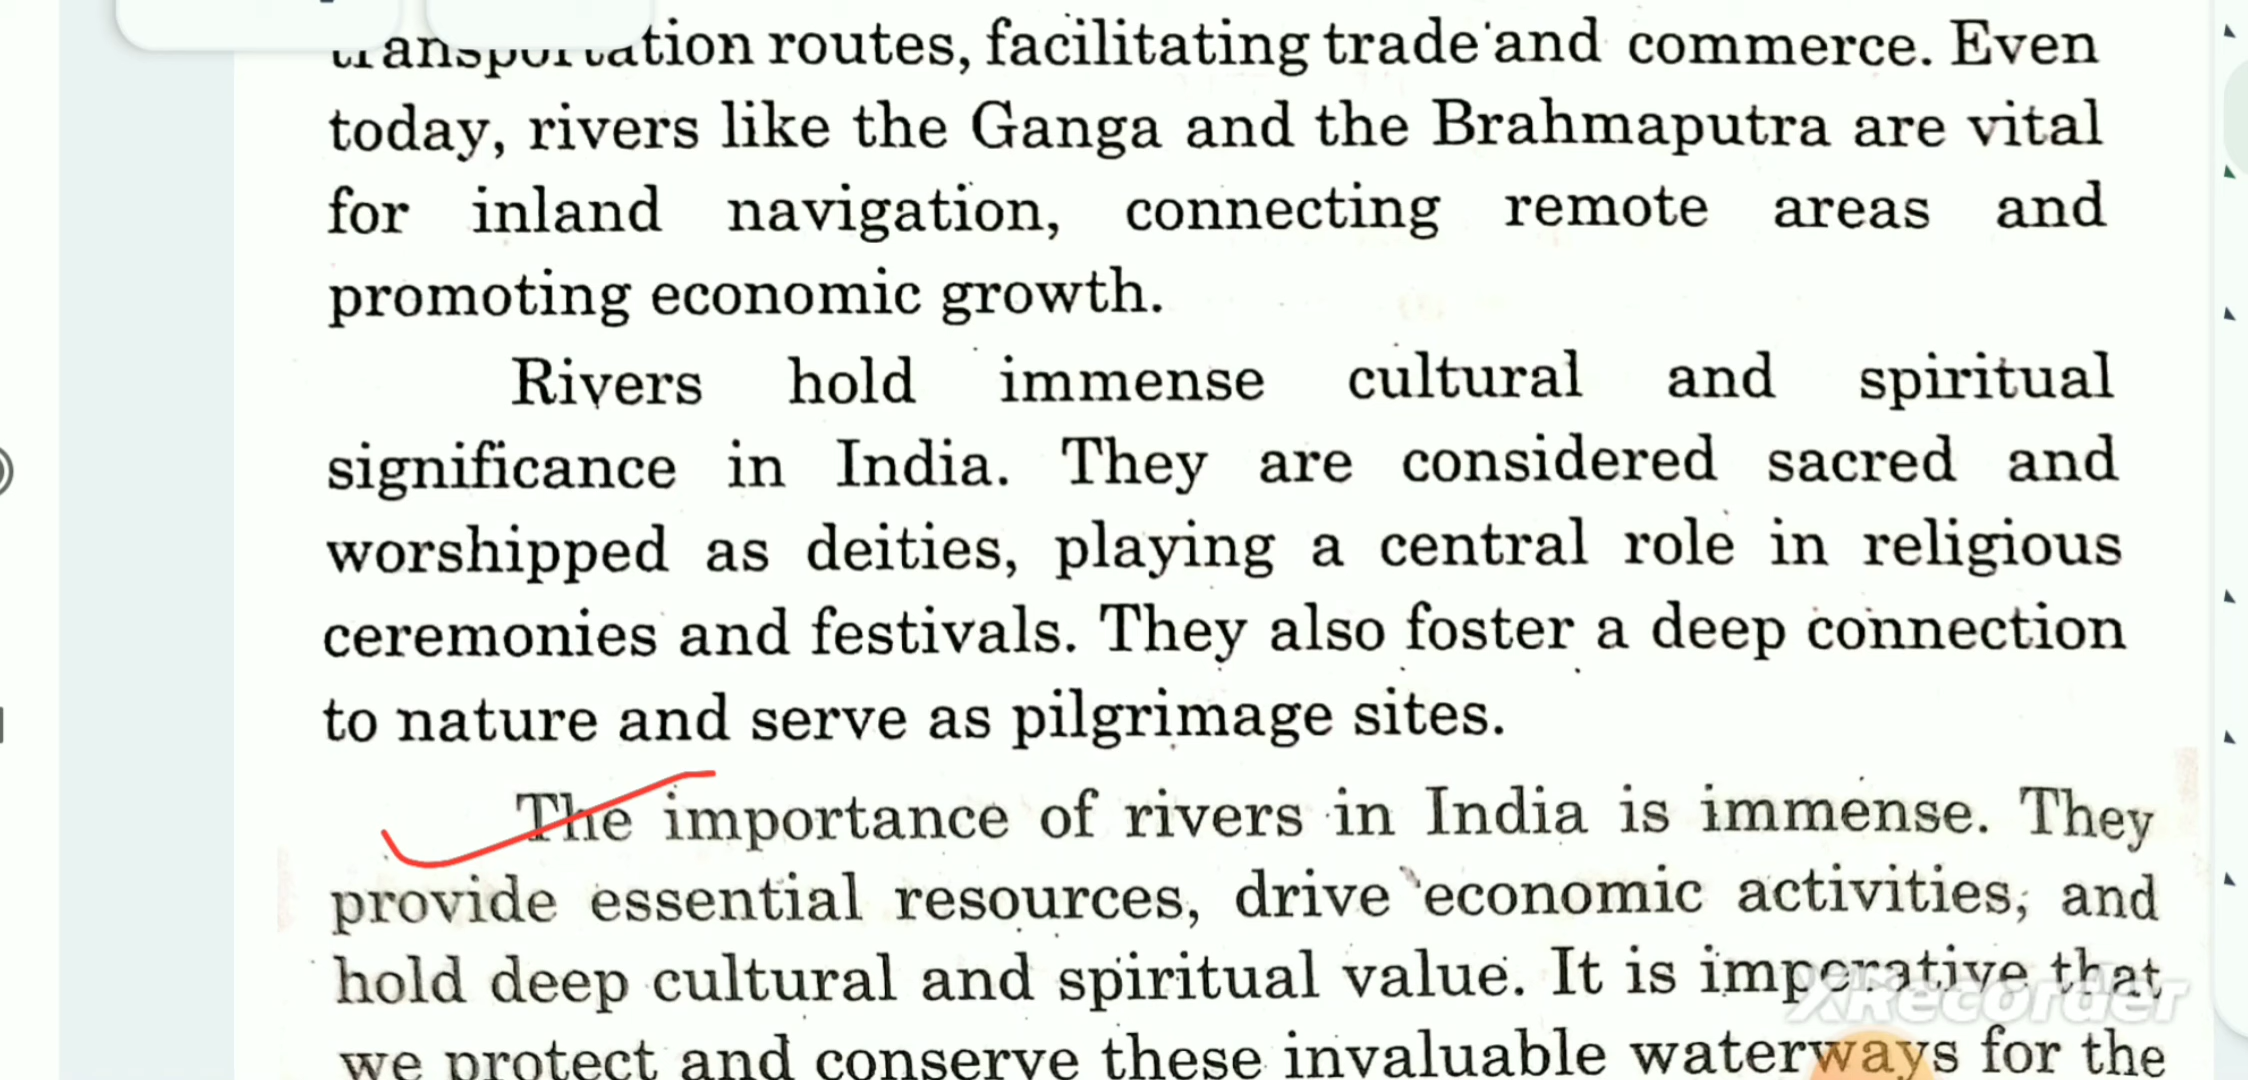 transportation routes, facilitating trade and commerce. Even
today, rivers like the Ganga and the Brahmaputra are vital
for inland navigation, connecting remote areas and
promoting economic growth.
Rivers hold immense cultural and spiritual
significance in India. They are considered sacred and
worshipped as deities, playing a central role in religious
ceremonies and festivals. They also foster a deep connection
to nature and serve as pilgrimage sites.
The importance of rivers in India is immense. They
provide essential resources, drive economic activities, and
hold deep cultural and spiritual value. It is imperative that
XRecorder
we protect and conserve these invaluable waterways for the